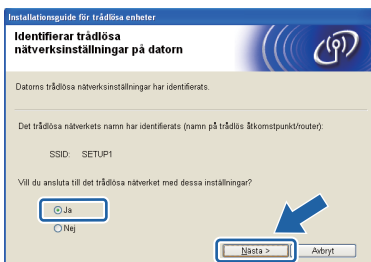 Installationsguide för trådlösa enheter
Identifierar trådlösa
nätverksinställningar på datorn
Datorns trådlösa nätverksinställningar har identifierats.
Det trådlösa nätverkets namn har identifierats (namn på trådlös åtkomstpunkt/router):
SSID: SETUP1
Vill du ansluta till det trådlösa nätverket med dessa inställningar?
Ja
Nej
Nästa > Avbryt